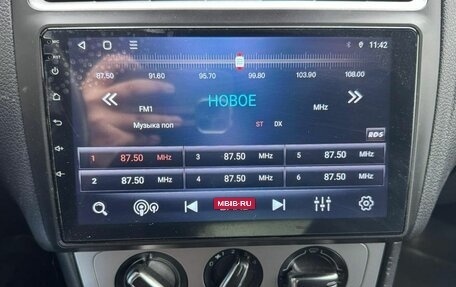 11:42
87.50 91.80 95.70 99.80 103.90 108.00
НОВОЕ
FM1
MHz
Музыка поп
ST DX
RDS
1 87.50 MHz 3 87.50 MHz 5 87.50 MHz
2 87.50 MHz 4 87.50 MHz 6 87.50 MHz
MBIB.RU